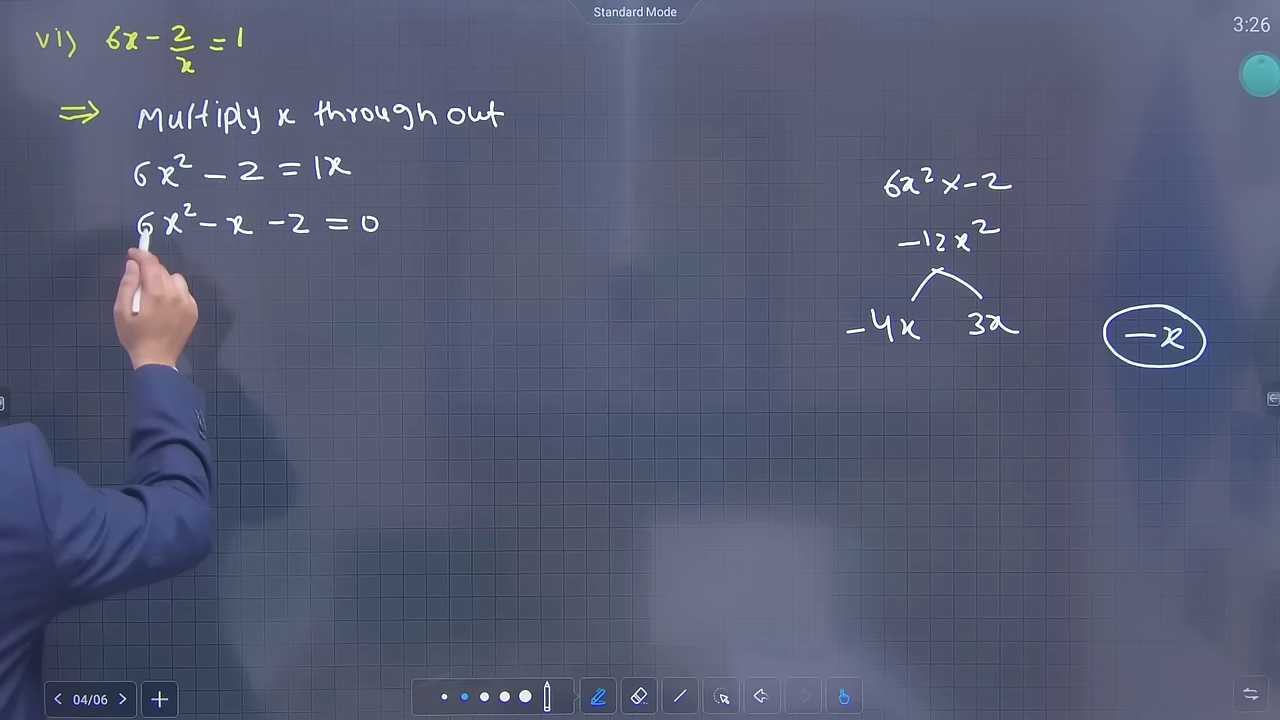 Standard Mode
3:26
vi) 6x - 2/x = 1
⇒ Multiply x through out
6x² - 2 = 1x
6x² - x - 2 = 0
6x² x -2
-12x²
-4x 3x
-x
04/06